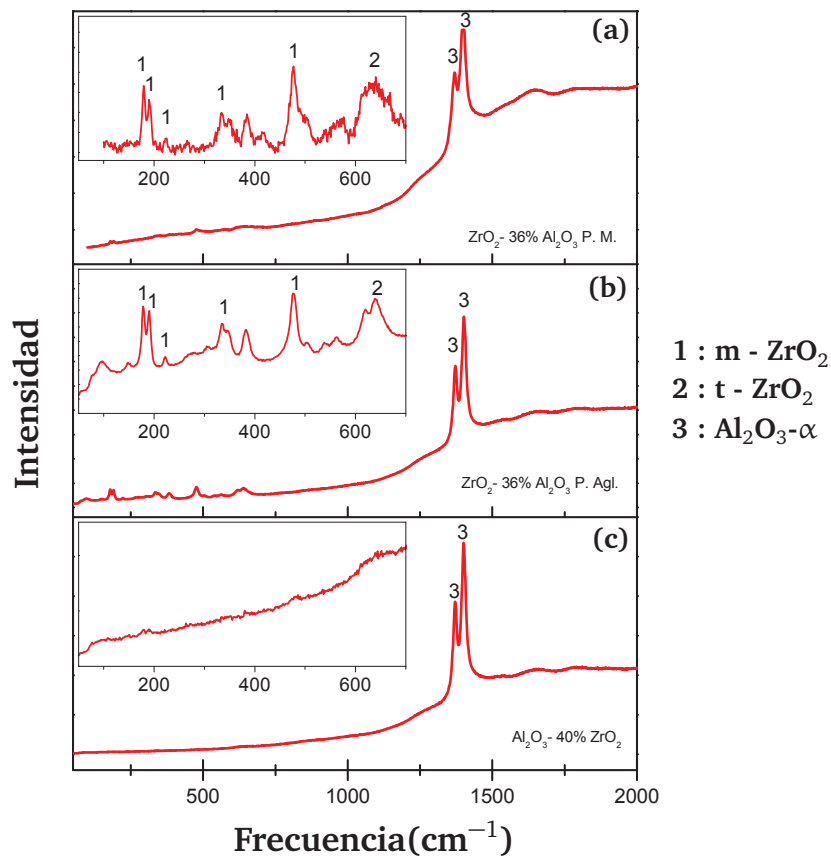 Intensidad
(a)
1
1
1
1
1
2
200
400
600
3
3
ZrO₂- 36% Al₂O₃ P. M.
(b)
1
1
1
1
1
2
200
400
600
3
3
ZrO₂- 36% Al₂O₃ P. Agl.
(c)
200
400
600
3
3
Al₂O₃- 40% ZrO₂
500
1000
1500
2000
Frecuencia(cm⁻¹)
1 : m - ZrO₂
2 : t - ZrO₂
3 : Al₂O₃-α